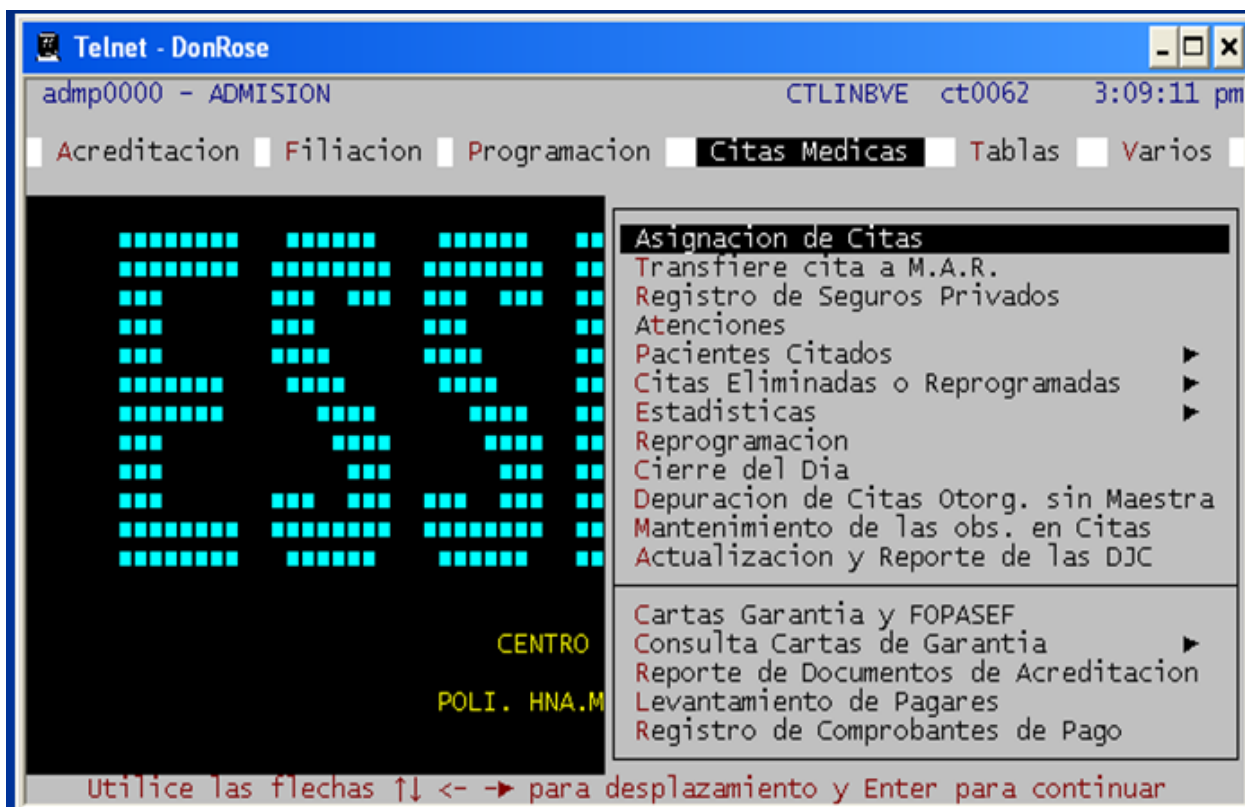 Telnet - DonRose
admp0000 - ADMISION CTLINBVE ct0062 3:09:11 pm
Acreditacion Filiacion Programacion Citas Medicas Tablas Varios
ESS
Asignacion de Citas
Transfiere cita a M.A.R.
Registro de Seguros Privados
Atenciones
Pacientes Citados ►
Citas Eliminadas o Reprogramadas ►
Estadisticas ►
Reprogramacion
Cierre del Dia
Depuracion de Citas Otorg. sin Maestra
Mantenimiento de las obs. en Citas
Actualizacion y Reporte de las DJC
Cartas Garantia y FOPASEF
Consulta Cartas de Garantia ►
Reporte de Documentos de Acreditacion
Levantamiento de Pagares
Registro de Comprobantes de Pago
CENTRO
POLI. HNA.M
Utilice las flechas ↑↓ <- -► para desplazamiento y Enter para continuar